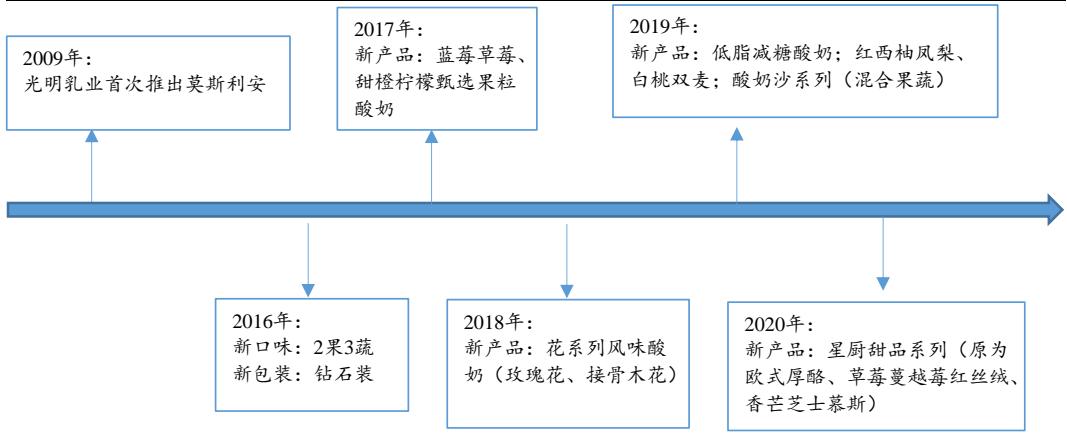 2009年：
光明乳业首次推出莫斯利安
2017年：
新产品：蓝莓草莓、
甜橙柠檬甄选果粒
酸奶
2019年：
新产品：低脂减糖酸奶；红西柚凤梨、
白桃双麦；酸奶沙系列（混合果蔬）
2016年：
新口味：2果3蔬
新包装：钻石装
2018年：
新产品：花系列风味酸
奶（玫瑰花、接骨木花）
2020年：
新产品：星厨甜品系列（原为
欧式厚酪、草莓蔓越莓红丝绒、
香芒芝士慕斯）